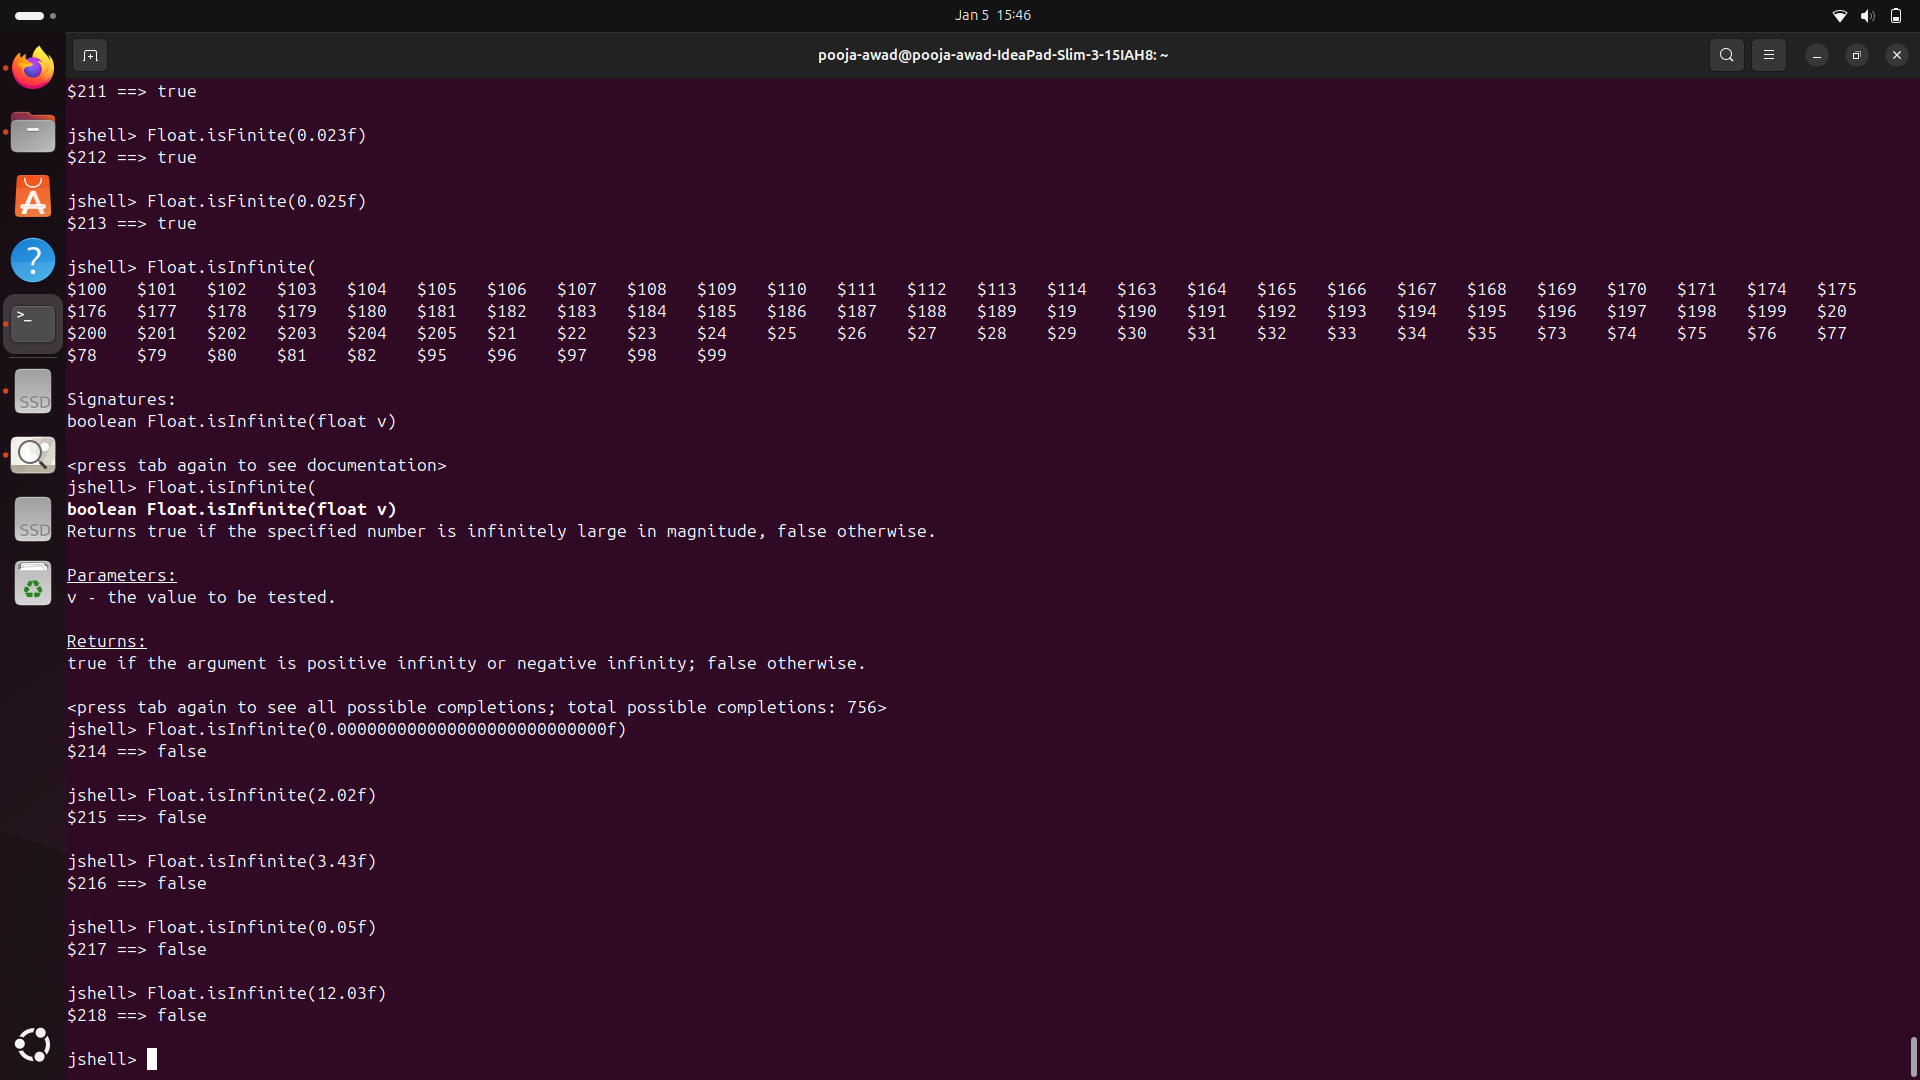 Jan 5 15:46
pooja-awad@pooja-awad-IdeaPad-Slim-3-15IAH8: ~
$211 ==> true
jshell> Float.isFinite(0.023f)
$212 ==> true
jshell> Float.isFinite(0.025f)
$213 ==> true
jshell> Float.isInfinite(
$100 $101 $102 $103 $104 $105 $106 $107 $108 $109 $110 $111 $112 $113 $114 $163 $164 $165 $166 $167 $168 $169 $170 $171 $174 $175
$176 $177 $178 $179 $180 $181 $182 $183 $184 $185 $186 $187 $188 $189 $19 $190 $191 $192 $193 $194 $195 $196 $197 $198 $199 $20
$200 $201 $202 $203 $204 $205 $21 $22 $23 $24 $25 $26 $27 $28 $29 $30 $31 $32 $33 $34 $35 $73 $74 $75 $76 $77
$78 $79 $80 $81 $82 $95 $96 $97 $98 $99
Signatures:
boolean Float.isInfinite(float v)
<press tab again to see documentation>
jshell> Float.isInfinite(
boolean Float.isInfinite(float v)
Returns true if the specified number is infinitely large in magnitude, false otherwise.
Parameters:
v - the value to be tested.
Returns:
true if the argument is positive infinity or negative infinity; false otherwise.
<press tab again to see all possible completions; total possible completions: 756>
jshell> Float.isInfinite(0.000000000000000000000000000f)
$214 ==> false
jshell> Float.isInfinite(2.02f)
$215 ==> false
jshell> Float.isInfinite(3.43f)
$216 ==> false
jshell> Float.isInfinite(0.05f)
$217 ==> false
jshell> Float.isInfinite(12.03f)
$218 ==> false
jshell>
SSD
SSD